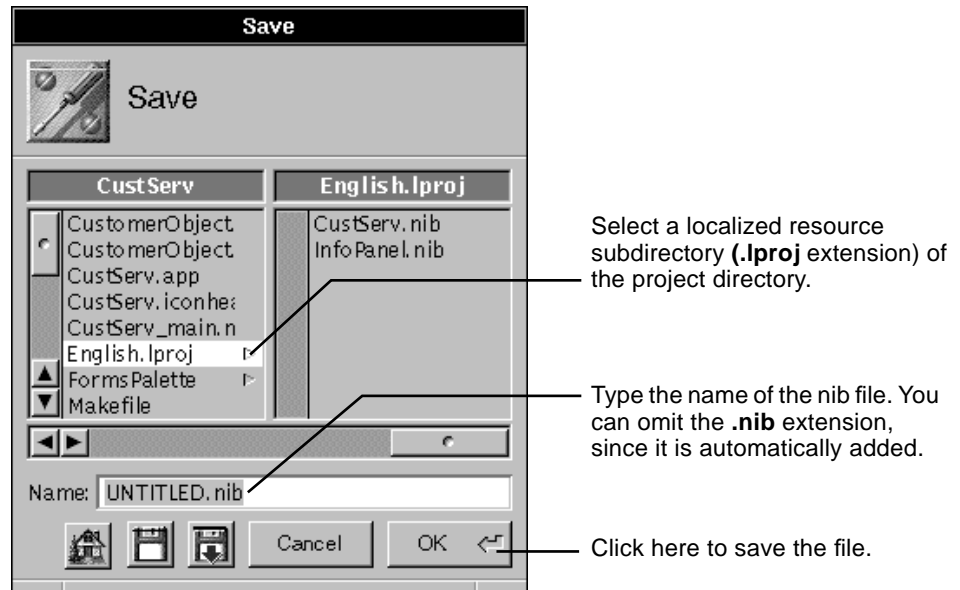 Save
Save
CustServ
English.lproj
CustomerObject.
CustomerObject.
CustServ.app
CustServ.iconhea
CustServ_main.n
English.lproj
FormsPalette
Makefile
CustServ.nib
InfoPanel.nib
Name: UNTITLED.nib
Cancel
OK
Select a localized resource
subdirectory (.lproj extension) of
the project directory.
Type the name of the nib file. You
can omit the .nib extension,
since it is automatically added.
Click here to save the file.